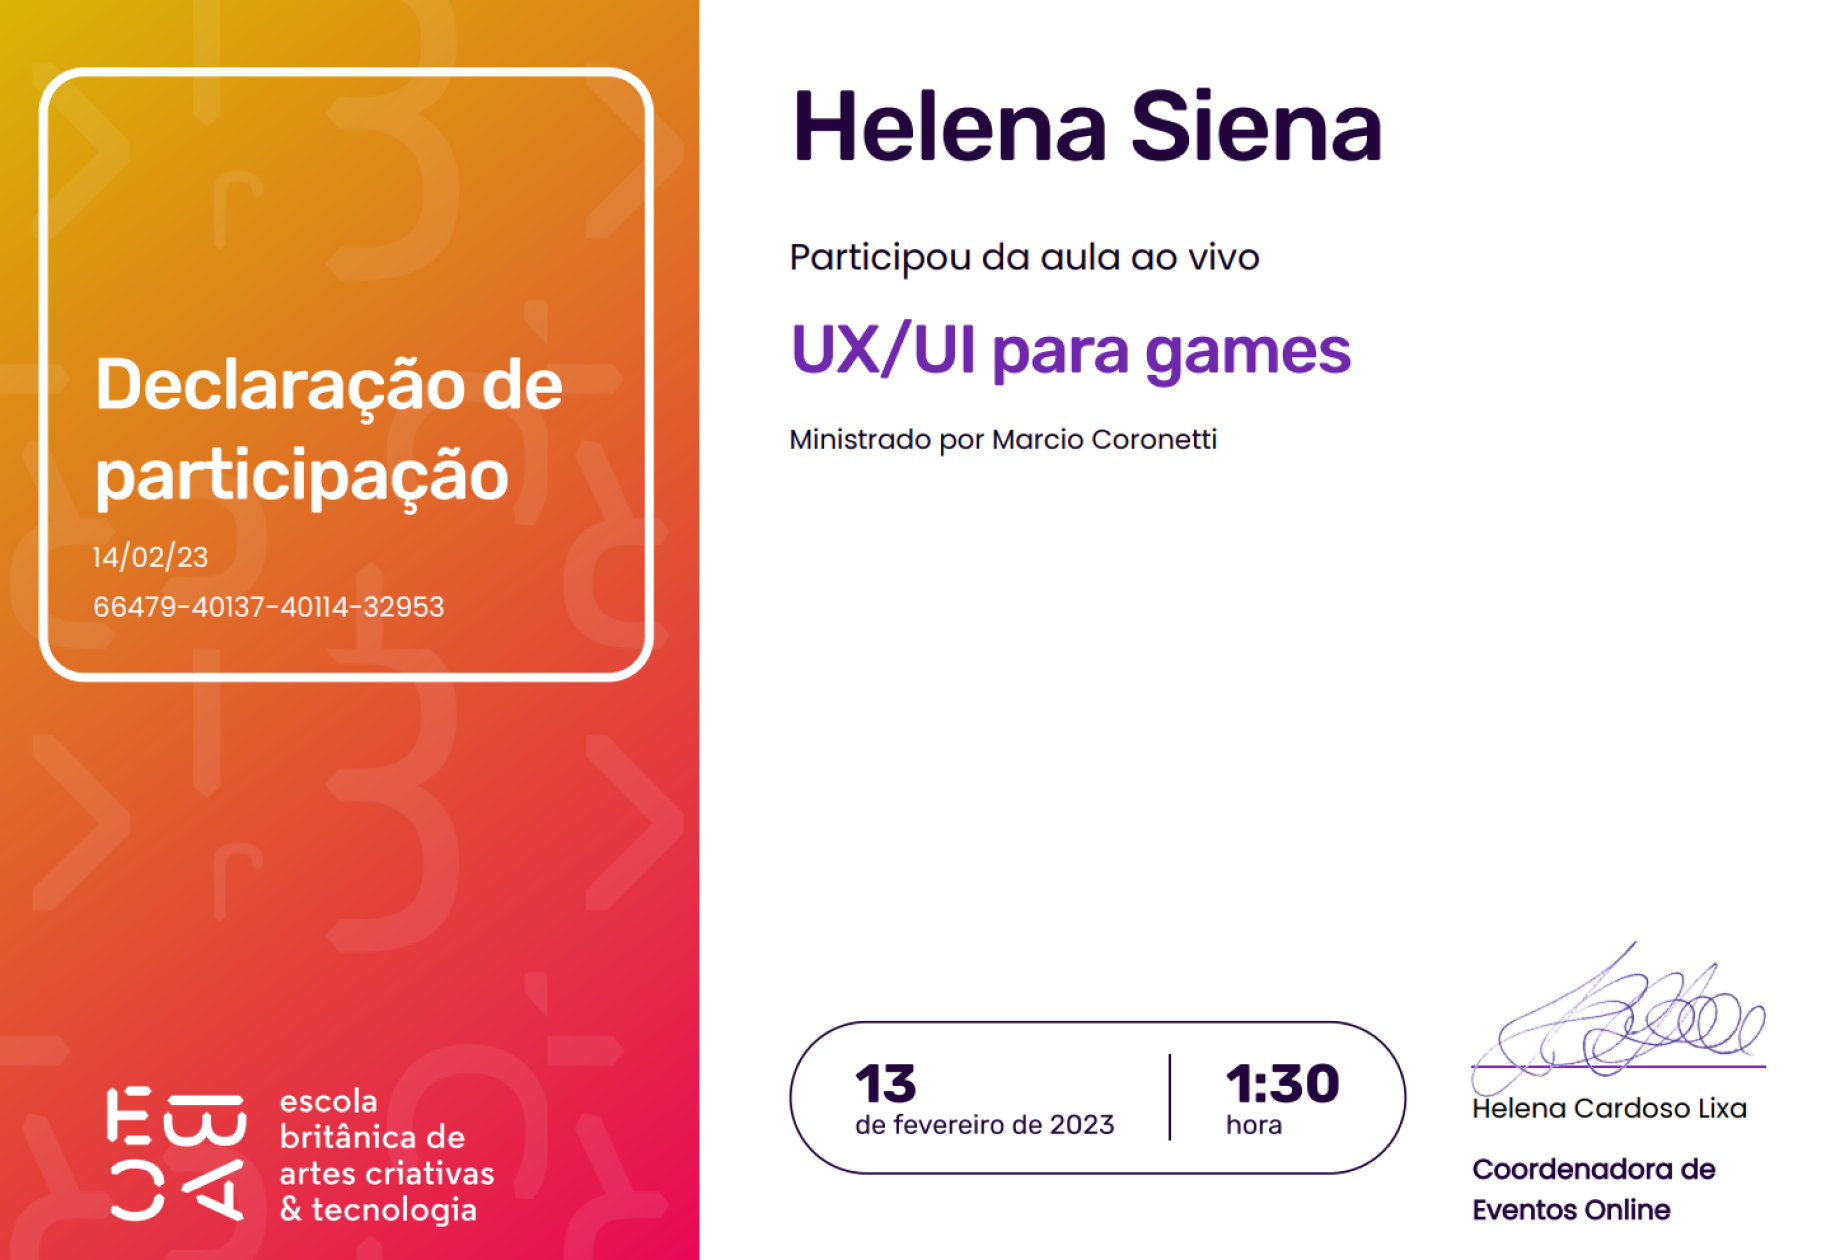 Declaração de
participação
14/02/23
66479-40137-40114-32953
EBAC
escola
britânica de
artes criativas
& tecnologia
Helena Siena
Participou da aula ao vivo
UX/UI para games
Ministrado por Marcio Coronetti
13
de fevereiro de 2023
1:30
hora
Helena Cardoso Lixa
Coordenadora de
Eventos Online